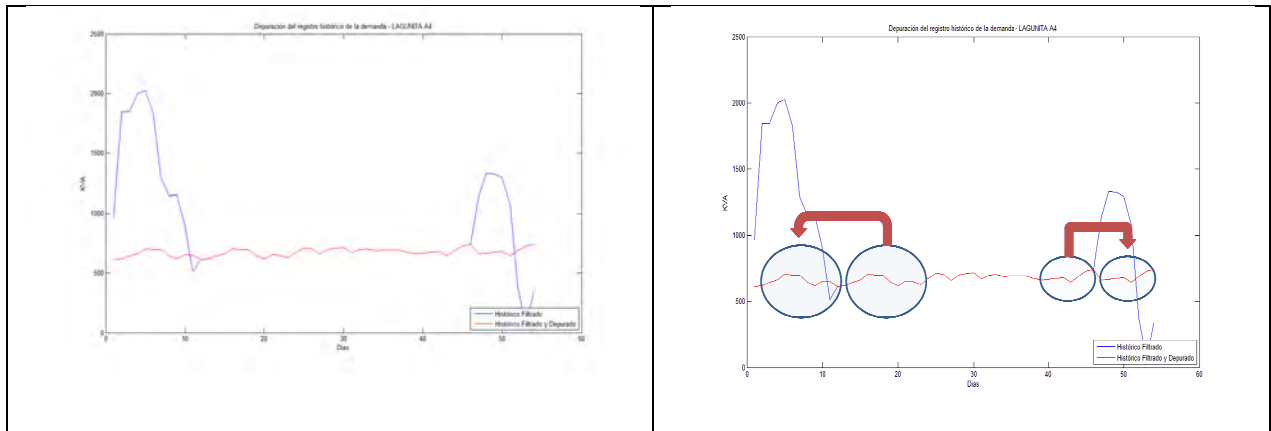 Depuración del registro histórico de la demanda - LAGUNITA A4
2500
2000
1500
1000
500
0
KVA
0
10
20
30
40
50
60
Dias
Histórico Filtrado
Histórico Filtrado y Depurado
Depuración del registro histórico de la demanda - LAGUNITA A4
2500
2000
1500
1000
500
0
KVA
0
10
20
30
40
50
60
Dias
Histórico Filtrado
Histórico Filtrado y Depurado